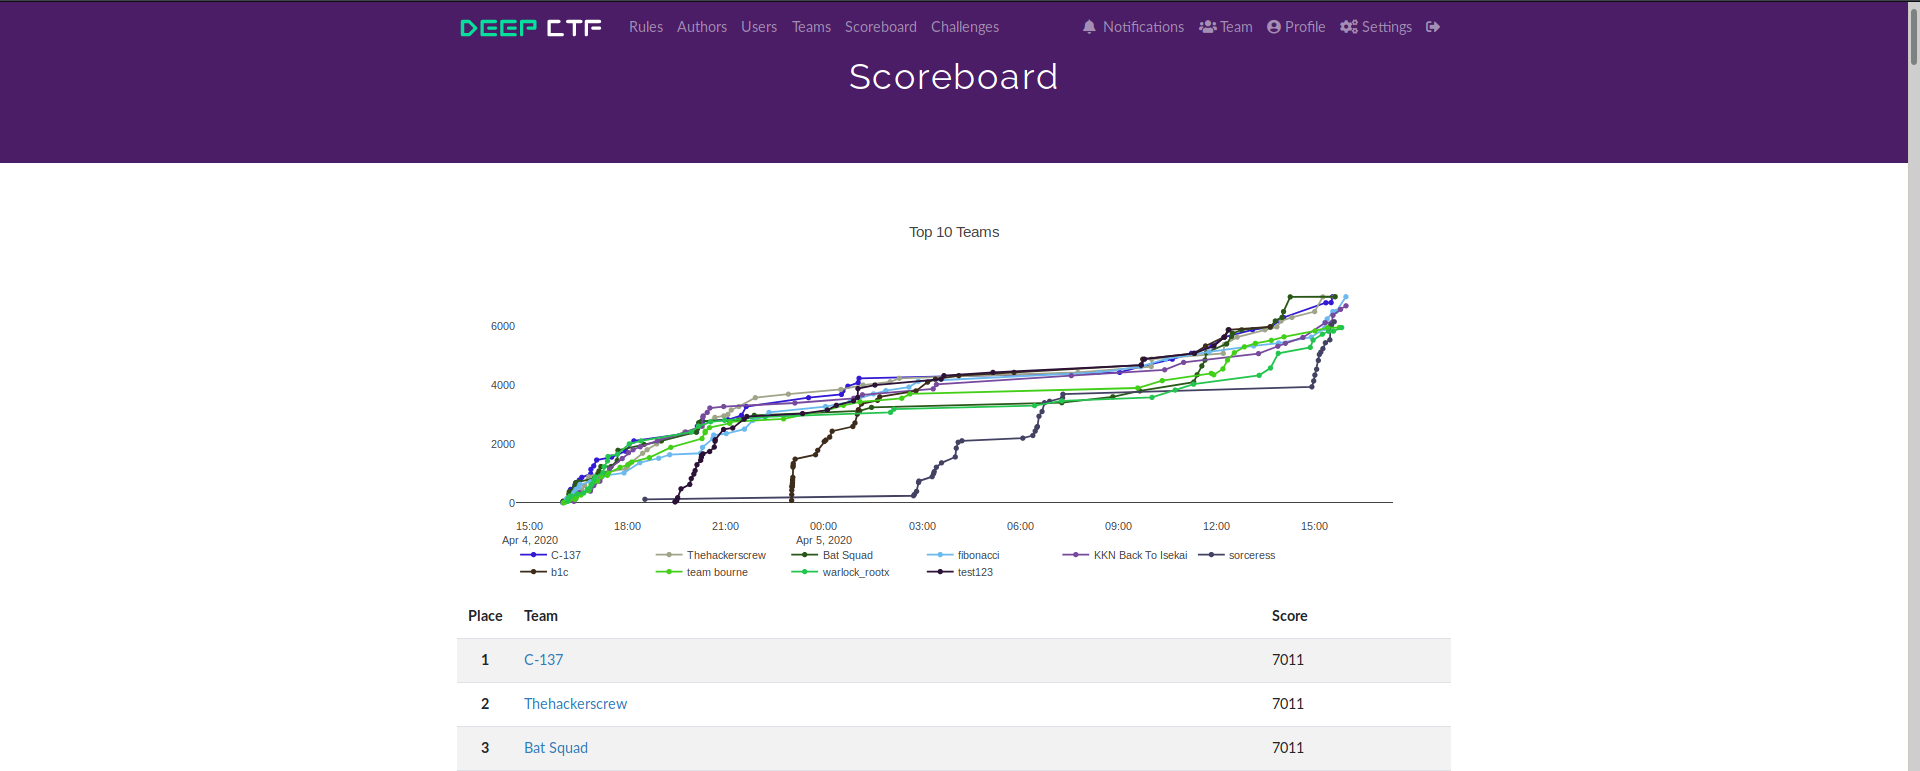 DEEP CTF Rules Authors Users Teams Scoreboard Challenges Notifications Team Profile Settings
Scoreboard
Top 10 Teams
6000
4000
2000
0
15:00 18:00 21:00 00:00 03:00 06:00 09:00 12:00 15:00
Apr 4, 2020 Apr 5, 2020
C-137 Thehackerscrew Bat Squad fibonacci KKN Back To Isekai sorceress
b1c team bourne warlock_rootx test123
Place Team Score
1 C-137 7011
2 Thehackerscrew 7011
3 Bat Squad 7011